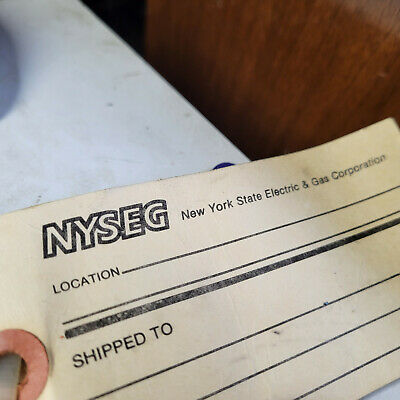 NYSEG New York State Electric & Gas Corporation
LOCATION
SHIPPED TO